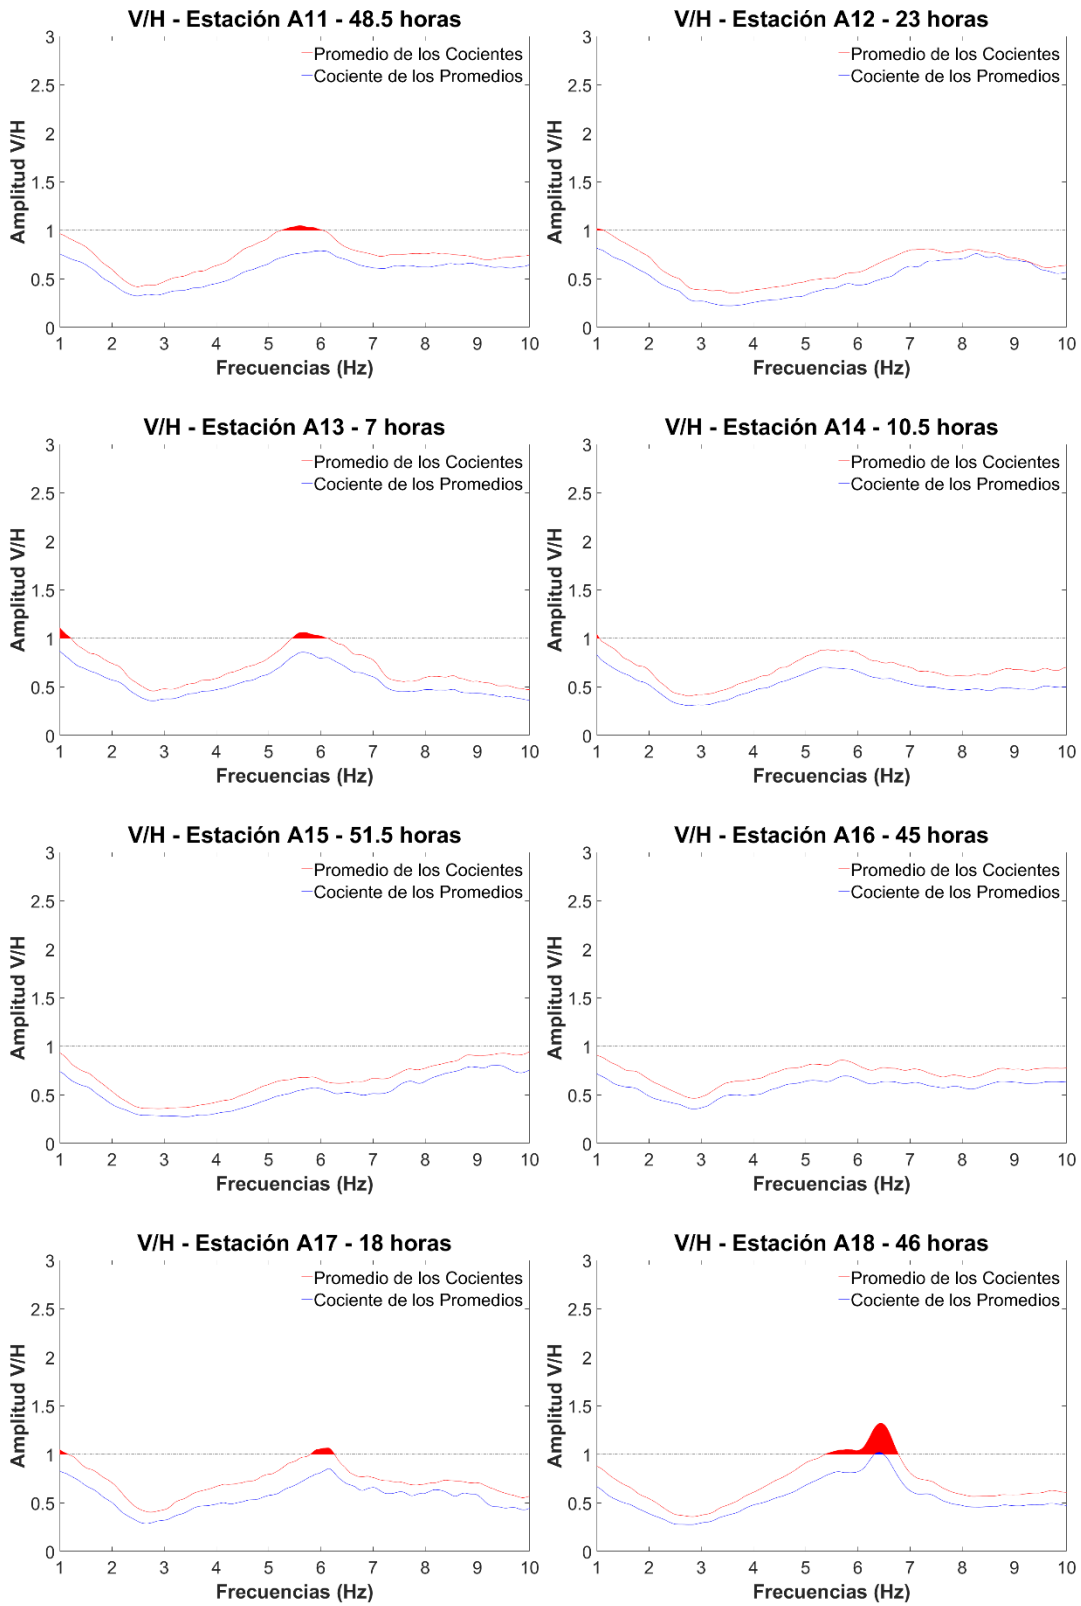 V/H - Estación A11 - 48.5 horas
Promedio de los Cocientes
Cociente de los Promedios
Amplitud V/H
3
2.5
2
1.5
1
0.5
0
1 2 3 4 5 6 7 8 9 10
Frecuencias (Hz)
V/H - Estación A12 - 23 horas
Promedio de los Cocientes
Cociente de los Promedios
Amplitud V/H
3
2.5
2
1.5
1
0.5
0
1 2 3 4 5 6 7 8 9 10
Frecuencias (Hz)
V/H - Estación A13 - 7 horas
Promedio de los Cocientes
Cociente de los Promedios
Amplitud V/H
3
2.5
2
1.5
1
0.5
0
1 2 3 4 5 6 7 8 9 10
Frecuencias (Hz)
V/H - Estación A14 - 10.5 horas
Promedio de los Cocientes
Cociente de los Promedios
Amplitud V/H
3
2.5
2
1.5
1
0.5
0
1 2 3 4 5 6 7 8 9 10
Frecuencias (Hz)
V/H - Estación A15 - 51.5 horas
Promedio de los Cocientes
Cociente de los Promedios
Amplitud V/H
3
2.5
2
1.5
1
0.5
0
1 2 3 4 5 6 7 8 9 10
Frecuencias (Hz)
V/H - Estación A16 - 45 horas
Promedio de los Cocientes
Cociente de los Promedios
Amplitud V/H
3
2.5
2
1.5
1
0.5
0
1 2 3 4 5 6 7 8 9 10
Frecuencias (Hz)
V/H - Estación A17 - 18 horas
Promedio de los Cocientes
Cociente de los Promedios
Amplitud V/H
3
2.5
2
1.5
1
0.5
0
1 2 3 4 5 6 7 8 9 10
Frecuencias (Hz)
V/H - Estación A18 - 46 horas
Promedio de los Cocientes
Cociente de los Promedios
Amplitud V/H
3
2.5
2
1.5
1
0.5
0
1 2 3 4 5 6 7 8 9 10
Frecuencias (Hz)